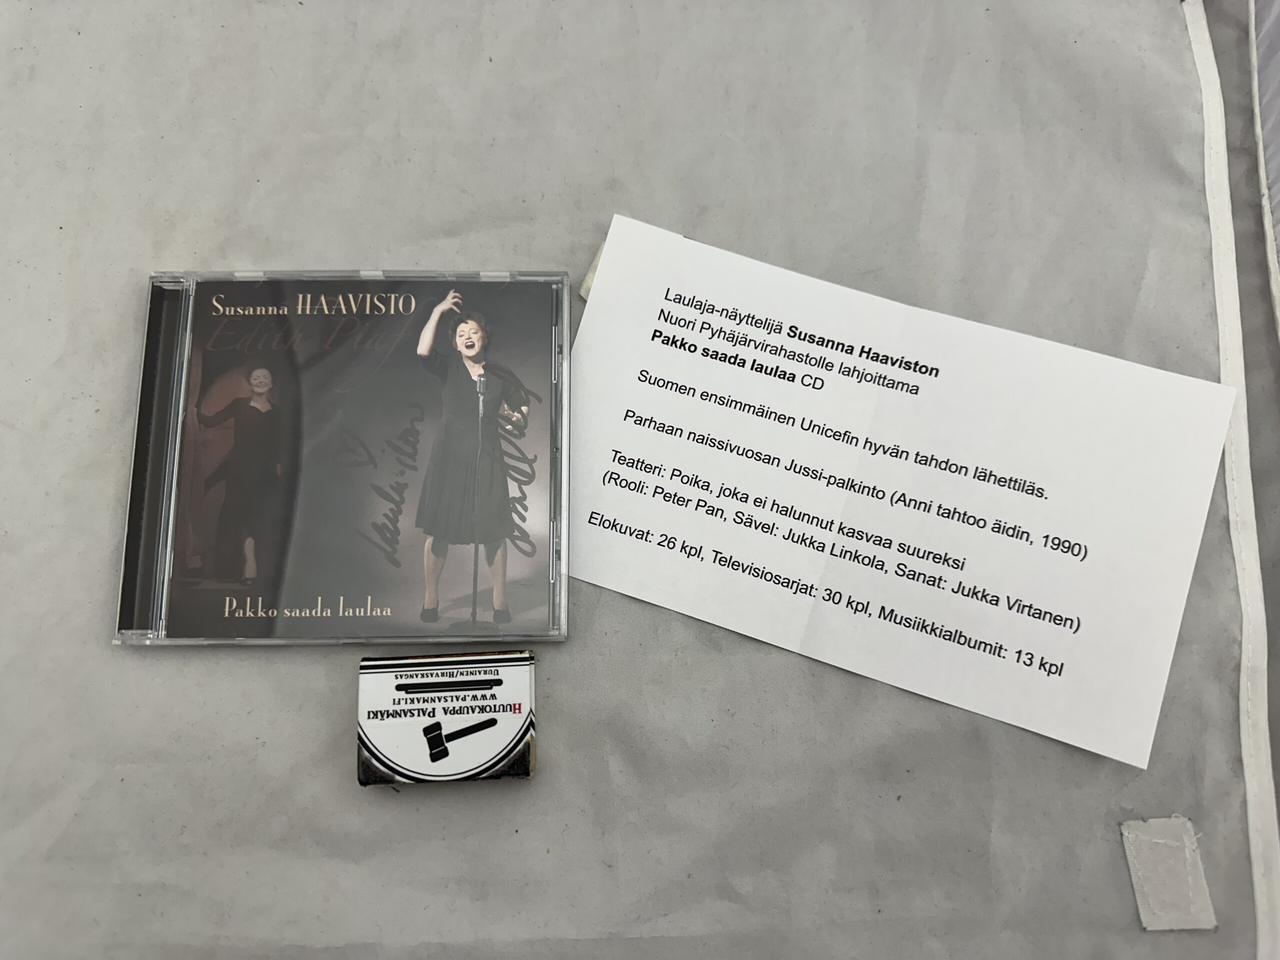 Susanna HAAVISTO
Edith Piaf
Pakko saada laulaa
Laulaja-näyttelijä Susanna Haaviston
Nuori Pyhäjärvirahastolle lahjoittama
Pakko saada laulaa CD
Suomen ensimmäinen Unicefin hyvän tahdon lähettiläs.
Parhaan naissivuosan Jussi-palkinto (Anni tahtoo äidin, 1990)
Teatteri: Poika, joka ei halunnut kasvaa suureksi
(Rooli: Peter Pan, Sävel: Jukka Linkola, Sanat: Jukka Virtanen)
Elokuvat: 26 kpl, Televisiosarjat: 30 kpl, Musiikkialbumit: 13 kpl
HUUTOKAUPPA PALSANMÄKI
WWW.PALSANMAKI.FI
UURAINEN/HIRVASKANGAS